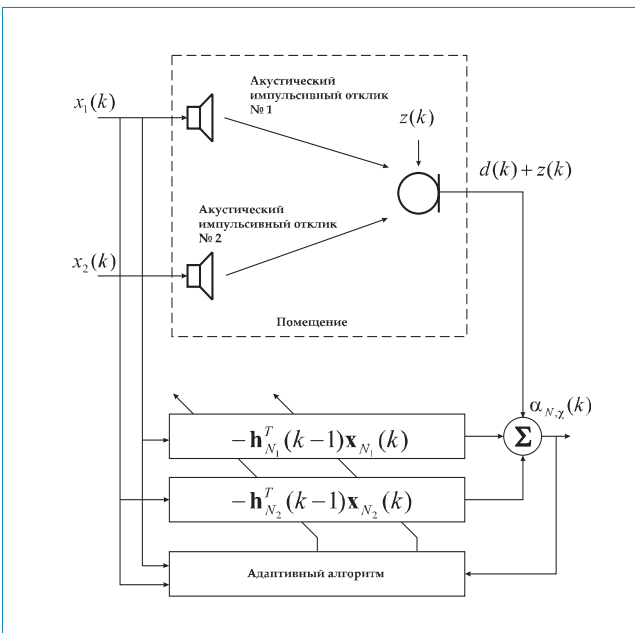 Акустический
импульсивный отклик
№ 1
x₁(k)
z(k)
d(k) + z(k)
Акустический
импульсивный отклик
№ 2
x₂(k)
Помещение
α_{N,χ}(k)
−h^T_{N₁}(k−1)x_{N₁}(k)
Σ
−h^T_{N₂}(k−1)x_{N₂}(k)
Адаптивный алгоритм